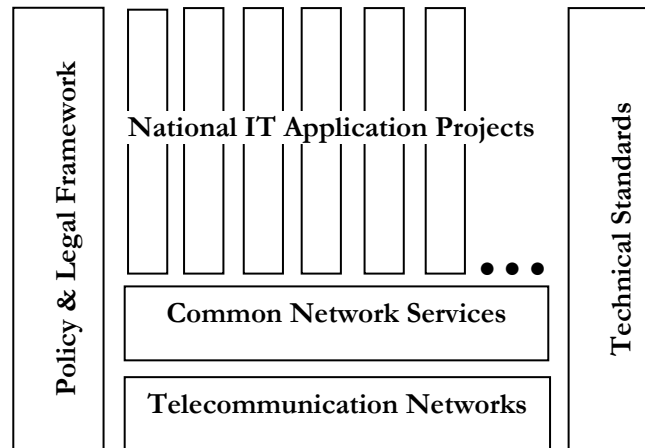 Policy & Legal Framework
National IT Application Projects
•••
Common Network Services
Telecommunication Networks
Technical Standards